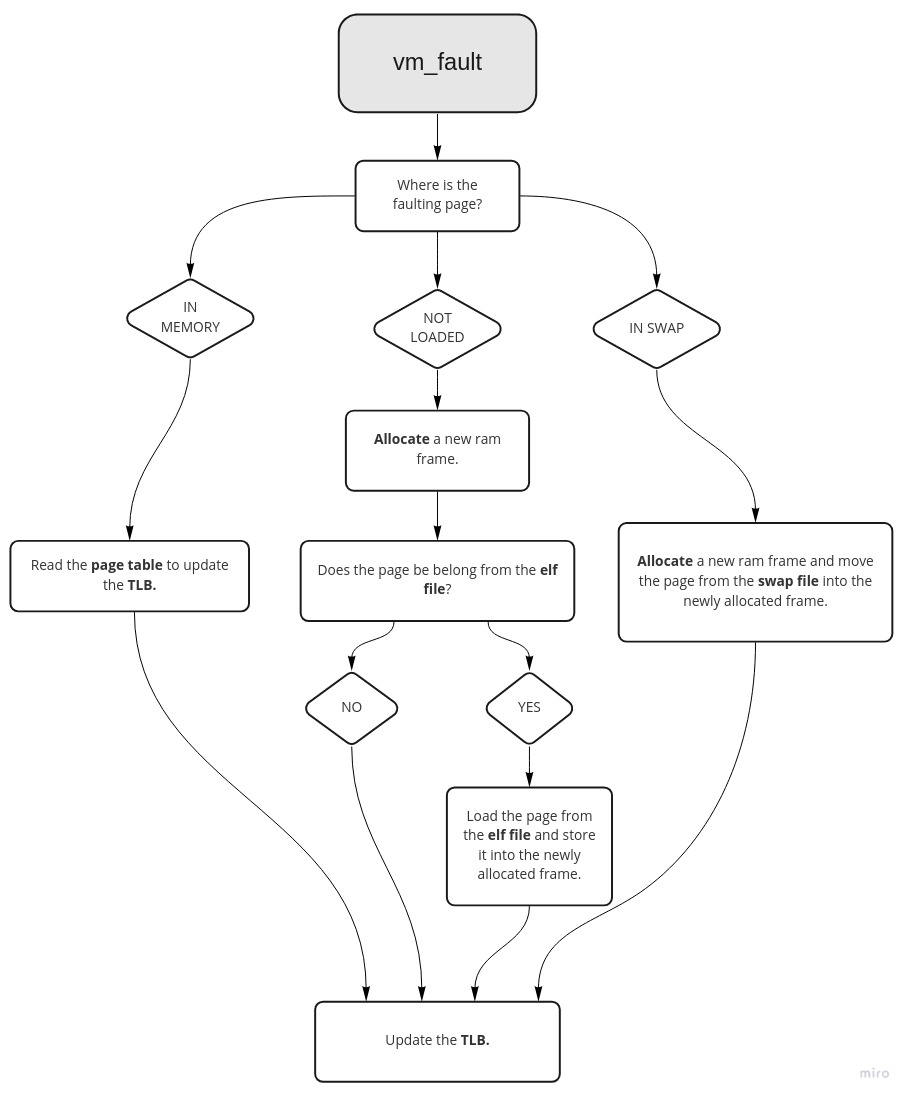 vm_fault
Where is the
faulting page?
IN
MEMORY
NOT
LOADED
IN SWAP
Allocate a new ram
frame.
Read the page table to update
the TLB.
Does the page be belong from the elf
file?
Allocate a new ram frame and move
the page from the swap file into the
newly allocated frame.
NO
YES
Load the page from
the elf file and store
it into the newly
allocated frame.
Update the TLB.
miro